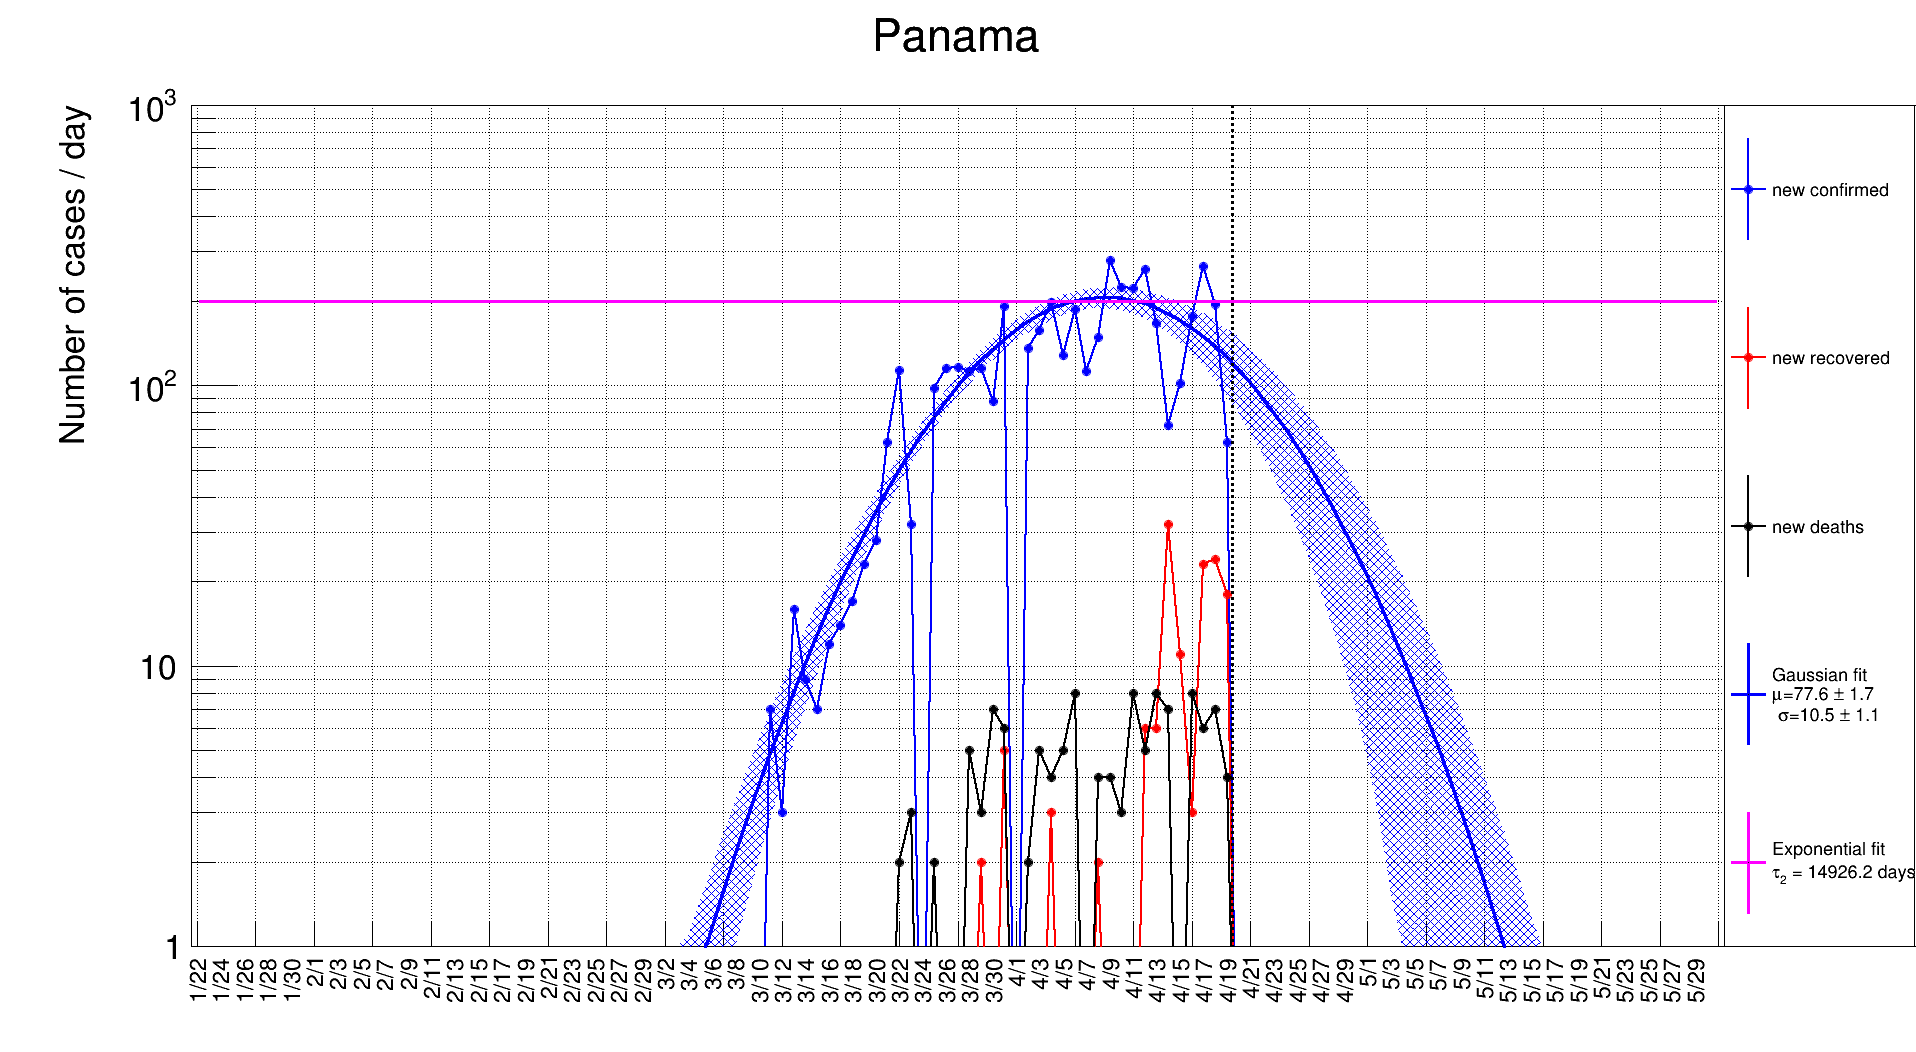 Panama
Number of cases / day
10³
10²
10
1
1/22 1/24 1/26 1/28 1/30 2/1 2/3 2/5 2/7 2/9 2/11 2/13 2/15 2/17 2/19 2/21 2/23 2/25 2/27 2/29 3/2 3/4 3/6 3/8 3/10 3/12 3/14 3/16 3/18 3/20 3/22 3/24 3/26 3/28 3/30 4/1 4/3 4/5 4/7 4/9 4/11 4/13 4/15 4/17 4/19 4/21 4/23 4/25 4/27 4/29 5/1 5/3 5/5 5/7 5/9 5/11 5/13 5/15 5/17 5/19 5/21 5/23 5/25 5/27 5/29
new confirmed
new recovered
new deaths
Gaussian fit
μ=77.6 ± 1.7
σ=10.5 ± 1.1
Exponential fit
τ₂ = 14926.2 days